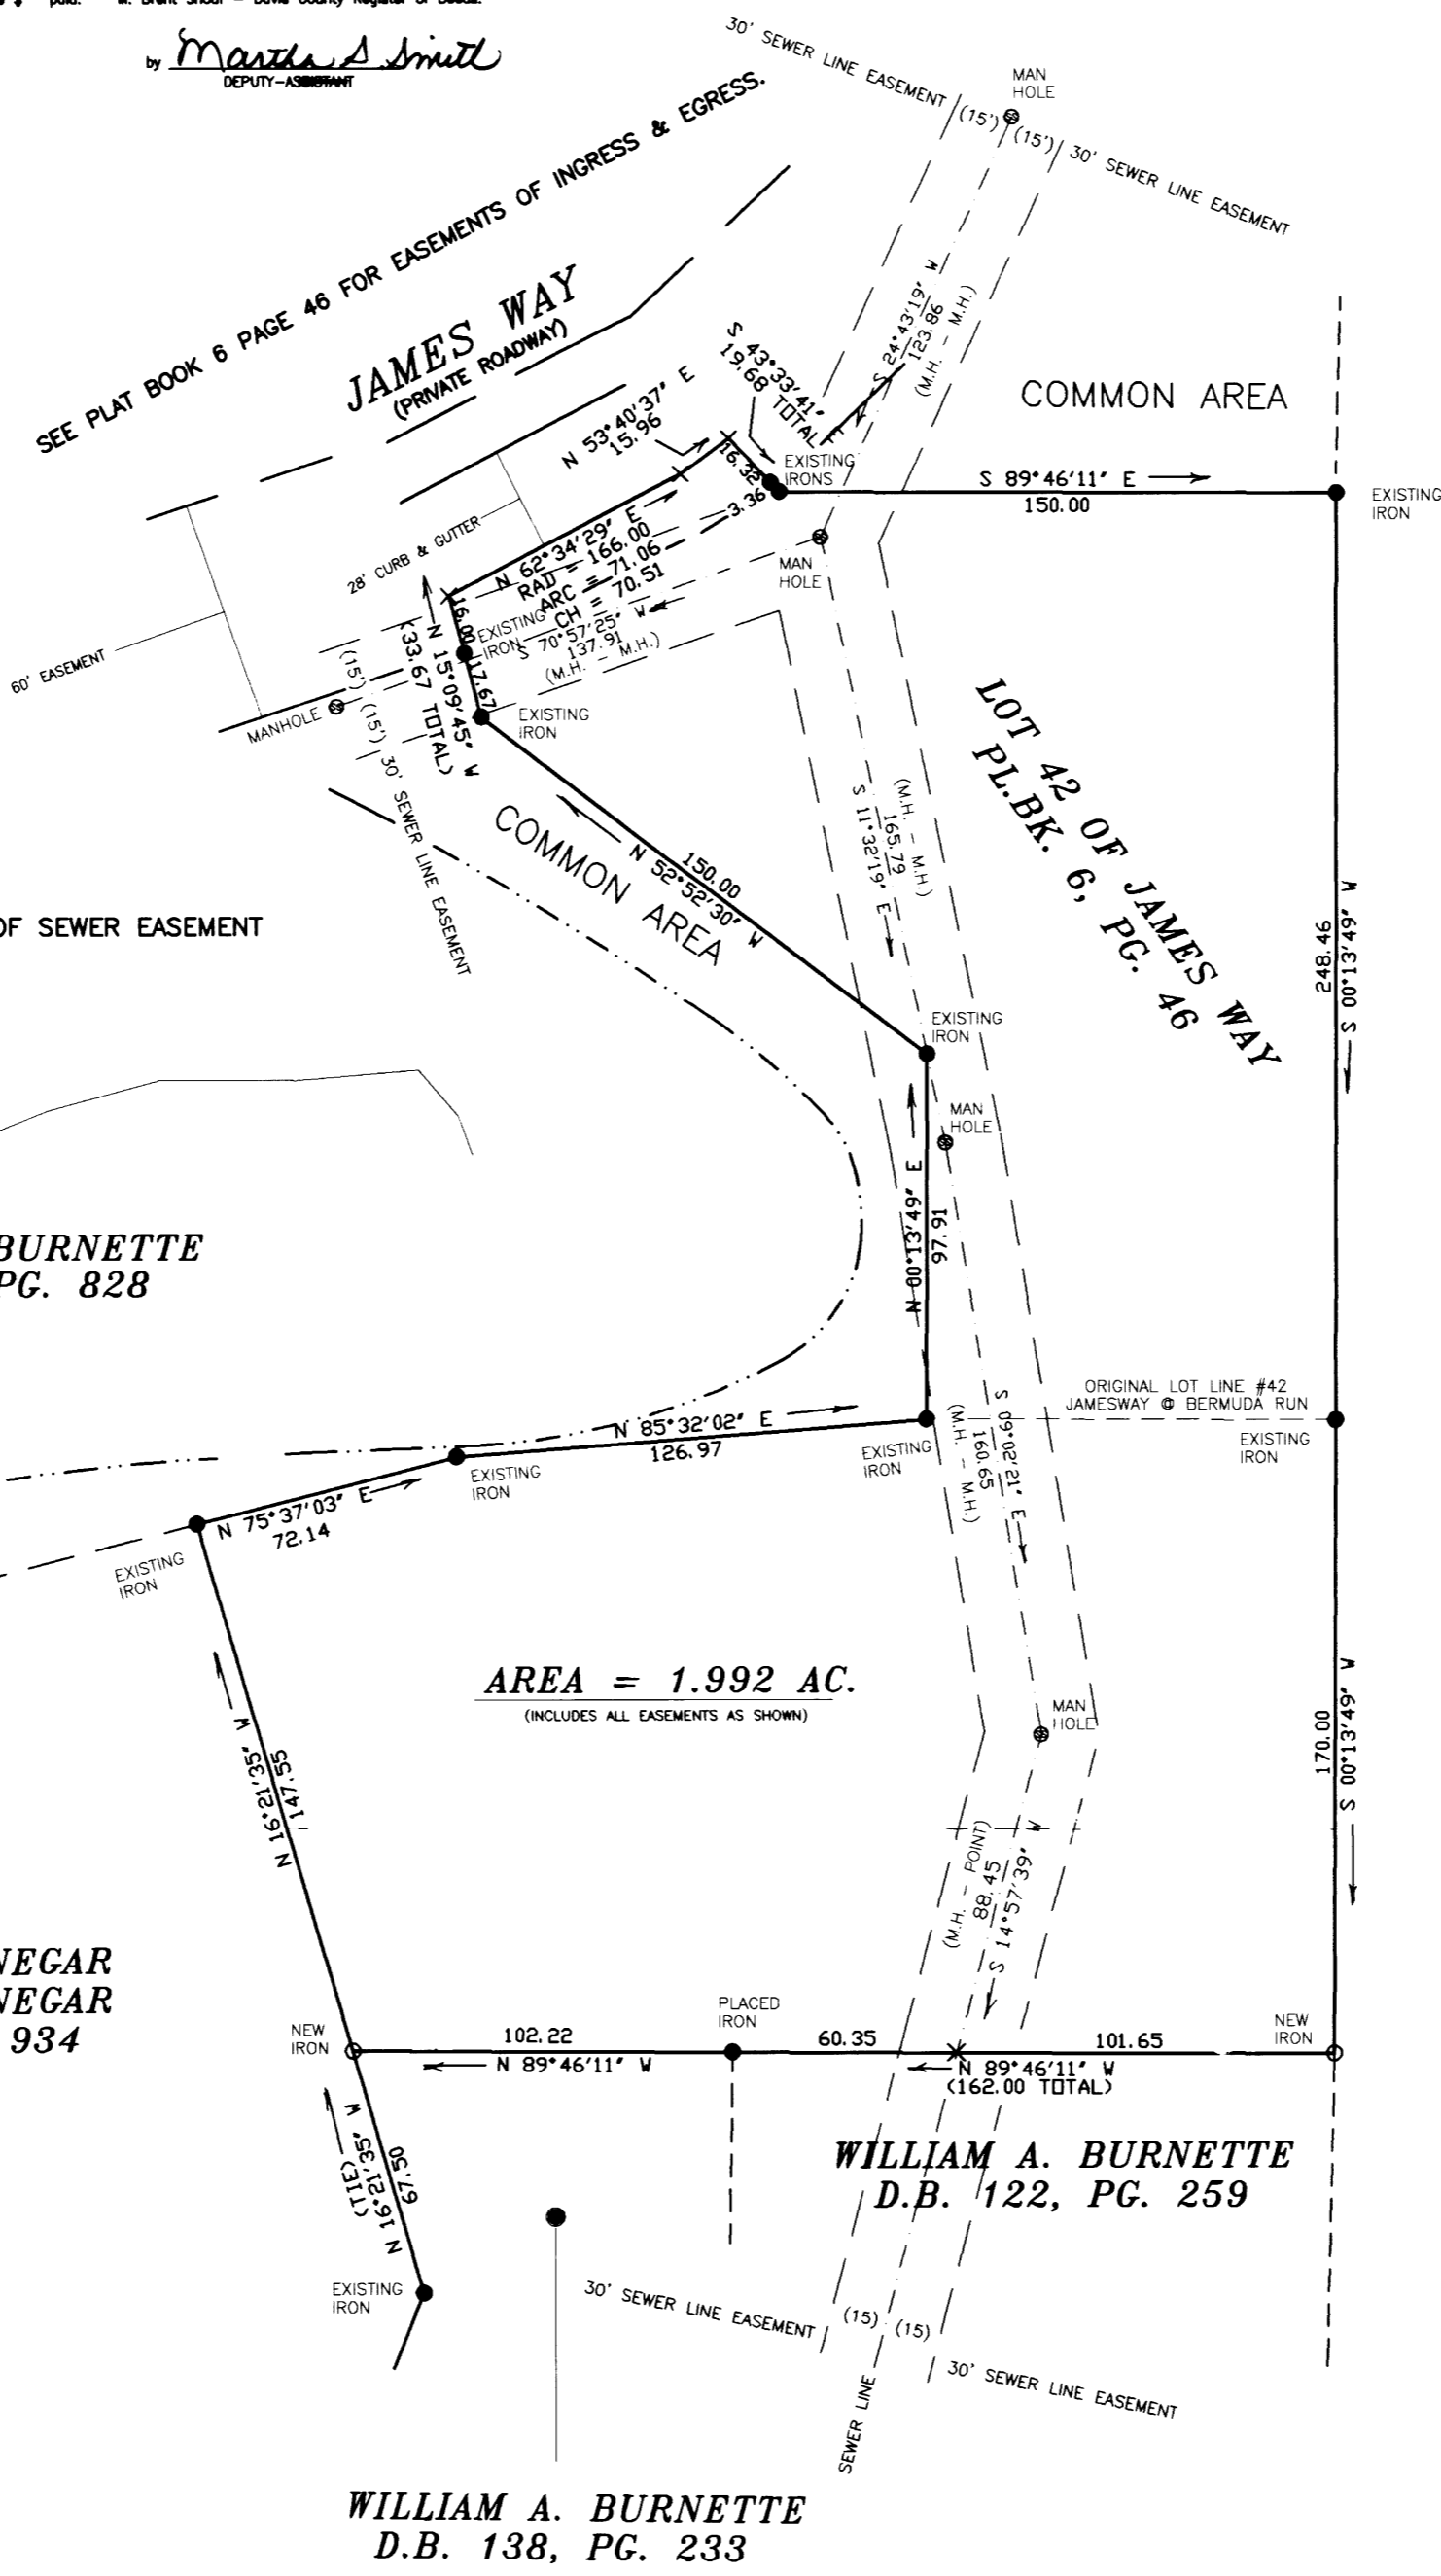 paid. W. Brent Shoaf – Davie County Register of Deeds.
by Martha S. Smith
DEPUTY–ASSISTANT
30' SEWER LINE EASEMENT
(15')
(15')
MAN
HOLE
30' SEWER LINE EASEMENT
SEE PLAT BOOK 6 PAGE 46 FOR EASEMENTS OF INGRESS & EGRESS.
JAMES WAY
(PRIVATE ROADWAY)
S 24°43'19" W
123.86
(M.H. – M.H.)
COMMON AREA
S 43°33'41" E
19.68 TOTAL
N 53°40'37" E
15.96
16.32
3.36
EXISTING
IRONS
S 89°46'11" E
150.00
EXISTING
IRON
28' CURB & GUTTER
N 62°34'29" E
RAD = 166.00
ARC = 71.06
CH = 70.51
MAN
HOLE
60' EASEMENT
16.00
EXISTING
IRON
S 70°57'25" W
137.91
(M.H. – M.H.)
17.67
N 15°09'45" W
(33.67 TOTAL)
EXISTING
IRON
MANHOLE
(15')
(15')
30' SEWER LINE EASEMENT
LOT 42 OF JAMES WAY
PL.BK. 6, PG. 46
(M.H. – M.H.)
165.79
S 11°32'19" E
COMMON AREA
150.00
N 52°52'30" W
OF SEWER EASEMENT
248.46
S 00°13'49" W
EXISTING
IRON
MAN
HOLE
N 00°13'49" E
97.91
BURNETTE
PG. 828
ORIGINAL LOT LINE #42
JAMESWAY @ BERMUDA RUN
EXISTING
IRON
S 09°02'21" E
160.65
(M.H. – M.H.)
N 85°32'02" E
126.97
EXISTING
IRON
EXISTING
IRON
N 75°37'03" E
72.14
EXISTING
IRON
AREA = 1.992 AC.
(INCLUDES ALL EASEMENTS AS SHOWN)
MAN
HOLE
N 16°21'35" W
147.55
170.00
S 00°13'49" W
(M.H. – POINT)
88.45
S 14°57'39" W
NEGAR
NEGAR
934
NEW
IRON
102.22
N 89°46'11" W
PLACED
IRON
60.35
101.65
N 89°46'11" W
(162.00 TOTAL)
NEW
IRON
67.50
N 16°21'35" W
(TIE)
WILLIAM A. BURNETTE
D.B. 122, PG. 259
EXISTING
IRON
30' SEWER LINE EASEMENT
(15)
(15)
30' SEWER LINE EASEMENT
SEWER LINE
WILLIAM A. BURNETTE
D.B. 138, PG. 233